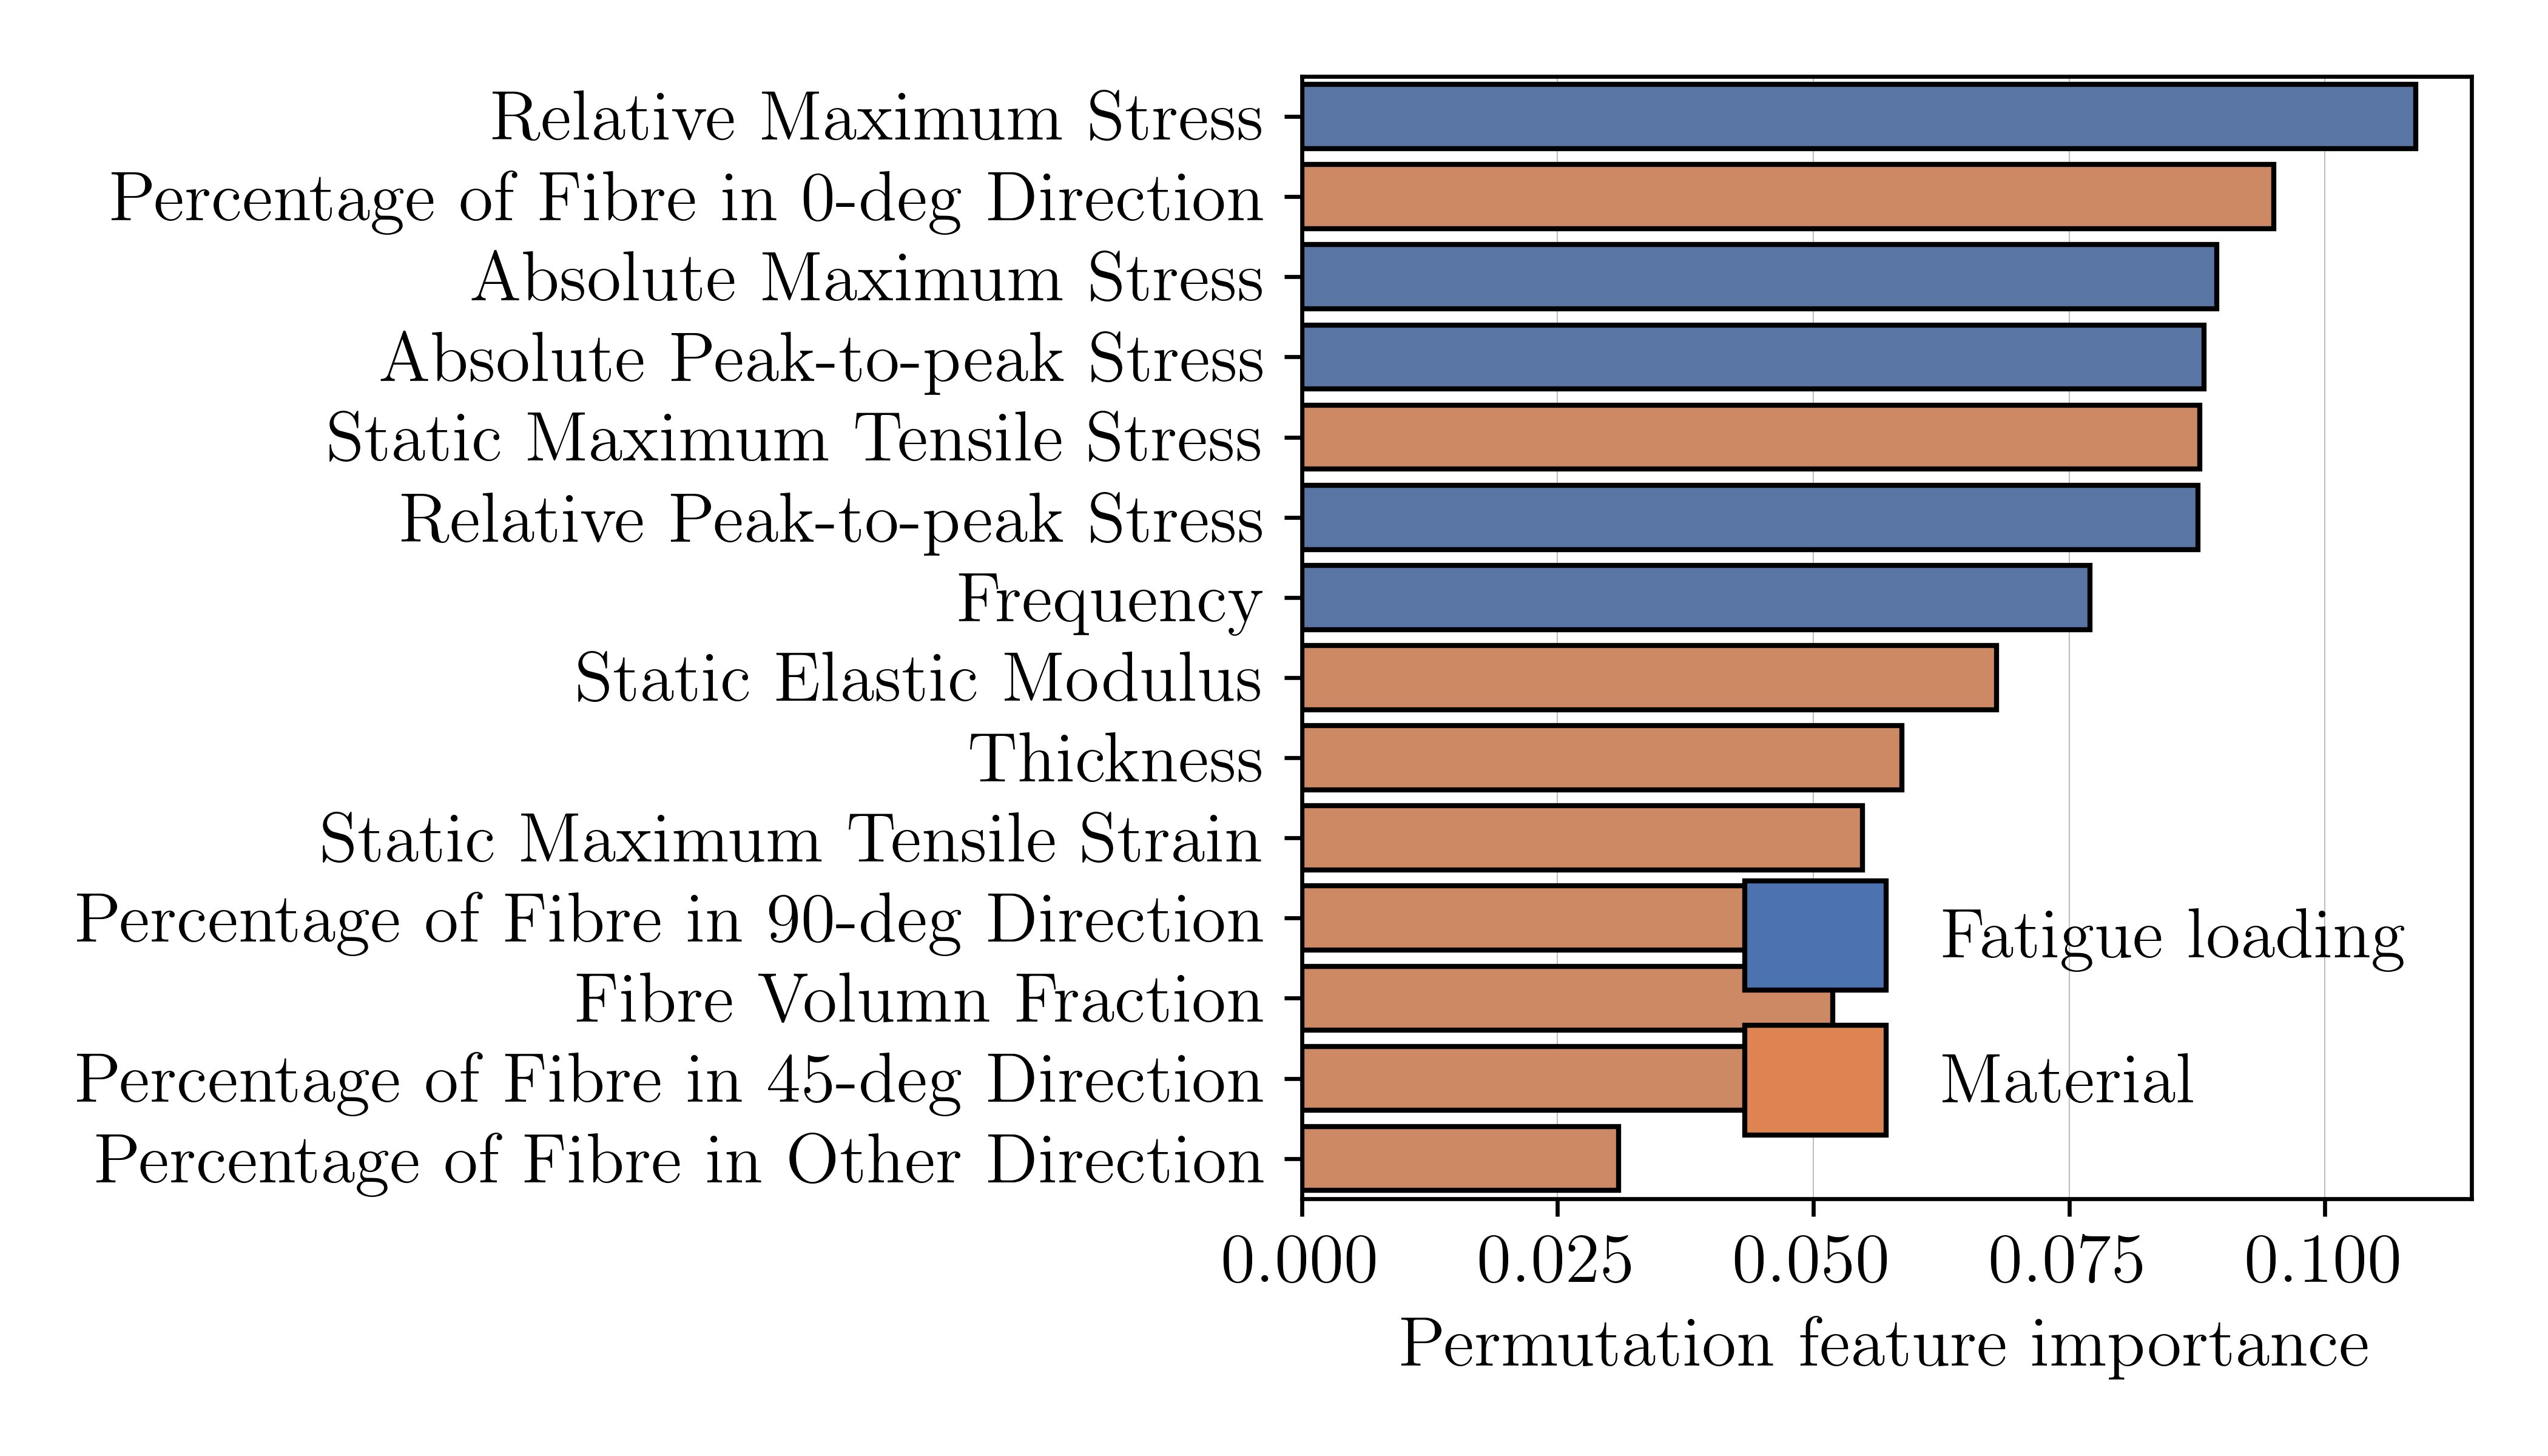 Relative Maximum Stress
Percentage of Fibre in 0-deg Direction
Absolute Maximum Stress
Absolute Peak-to-peak Stress
Static Maximum Tensile Stress
Relative Peak-to-peak Stress
Frequency
Static Elastic Modulus
Thickness
Static Maximum Tensile Strain
Percentage of Fibre in 90-deg Direction
Fibre Volumn Fraction
Percentage of Fibre in 45-deg Direction
Percentage of Fibre in Other Direction
Fatigue loading
Material
0.000 0.025 0.050 0.075 0.100
Permutation feature importance